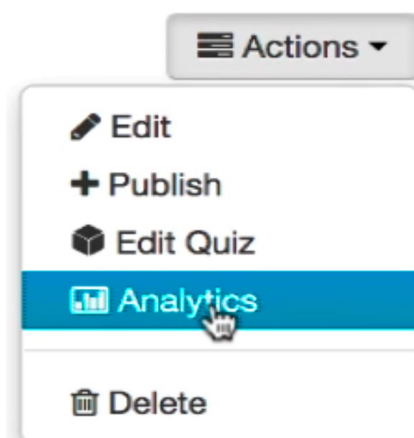 Actions
Edit
Publish
Edit Quiz
Analytics
Delete